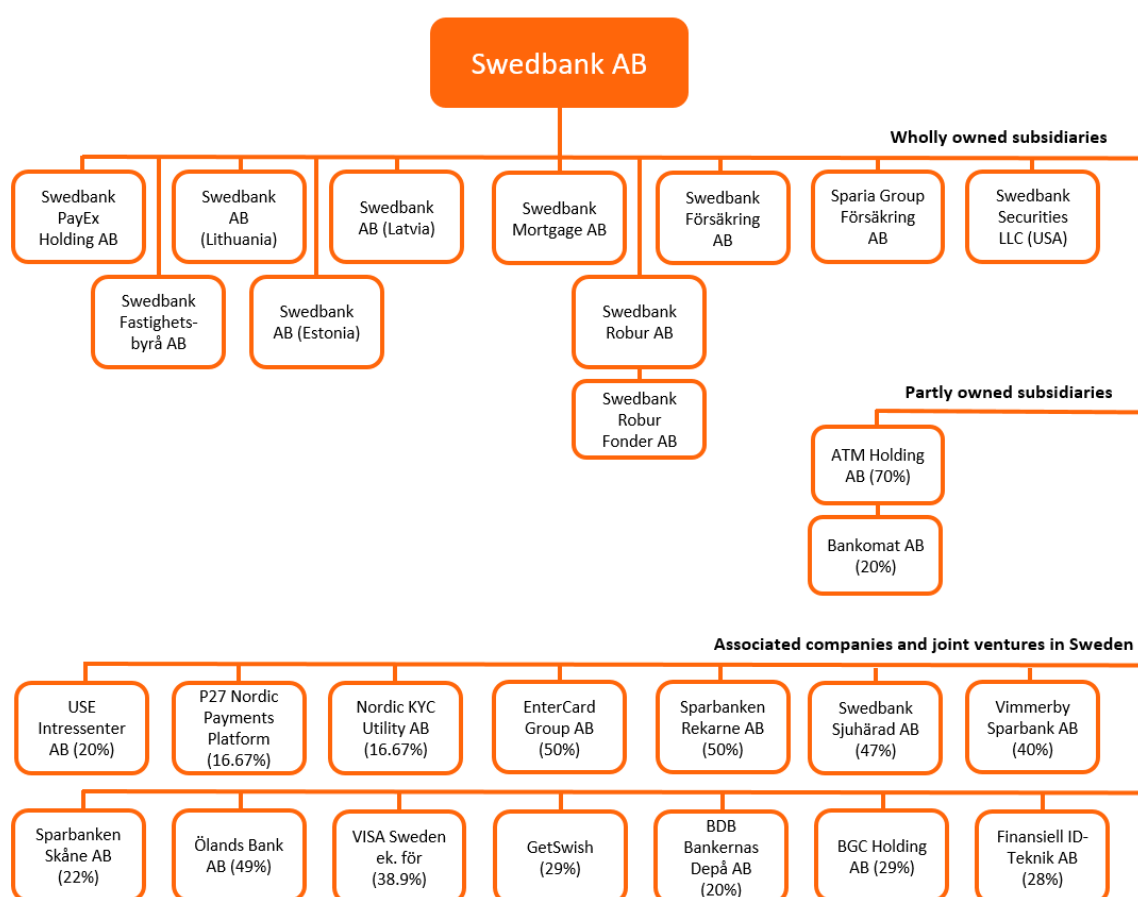 Swedbank AB
Wholly owned subsidiaries
Swedbank
PayEx
Holding AB
Swedbank
AB
(Lithuania)
Swedbank
AB (Latvia)
Swedbank
Mortgage AB
Swedbank
Försäkring
AB
Sparia Group
Försäkring
AB
Swedbank
Securities
LLC (USA)
Swedbank
Fastighets-
byrå AB
Swedbank
AB (Estonia)
Swedbank
Robur AB
Swedbank
Robur
Fonder AB
Partly owned subsidiaries
ATM Holding
AB (70%)
Bankomat AB
(20%)
Associated companies and joint ventures in Sweden
USE
Intressenter
AB (20%)
P27 Nordic
Payments
Platform
(16.67%)
Nordic KYC
Utility AB
(16.67%)
EnterCard
Group AB
(50%)
Sparbanken
Rekarne AB
(50%)
Swedbank
Sjuhärad AB
(47%)
Vimmerby
Sparbank AB
(40%)
Sparbanken
Skåne AB
(22%)
Ölands Bank
AB (49%)
VISA Sweden
ek. för
(38.9%)
GetSwish
(29%)
BDB
Bankernas
Depå AB
(20%)
BGC Holding
AB (29%)
Finansiell ID-
Teknik AB
(28%)